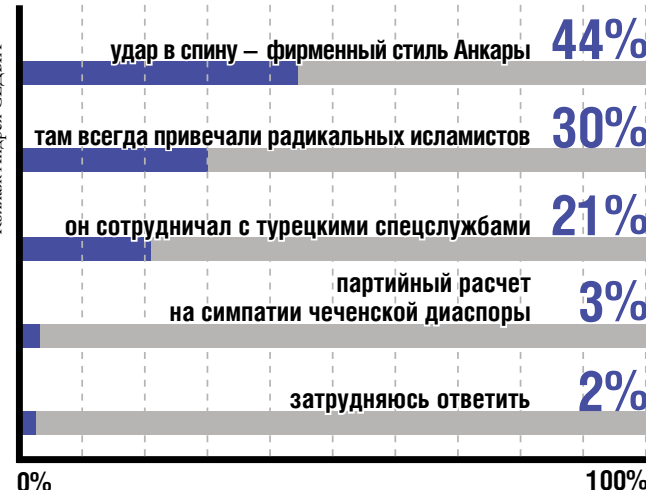 удар в спину – фирменный стиль Анкары 44%
там всегда привечали радикальных исламистов 30%
он сотрудничал с турецкими спецслужбами 21%
партийный расчет
на симпатии чеченской диаспоры 3%
затрудняюсь ответить 2%
0% 100%